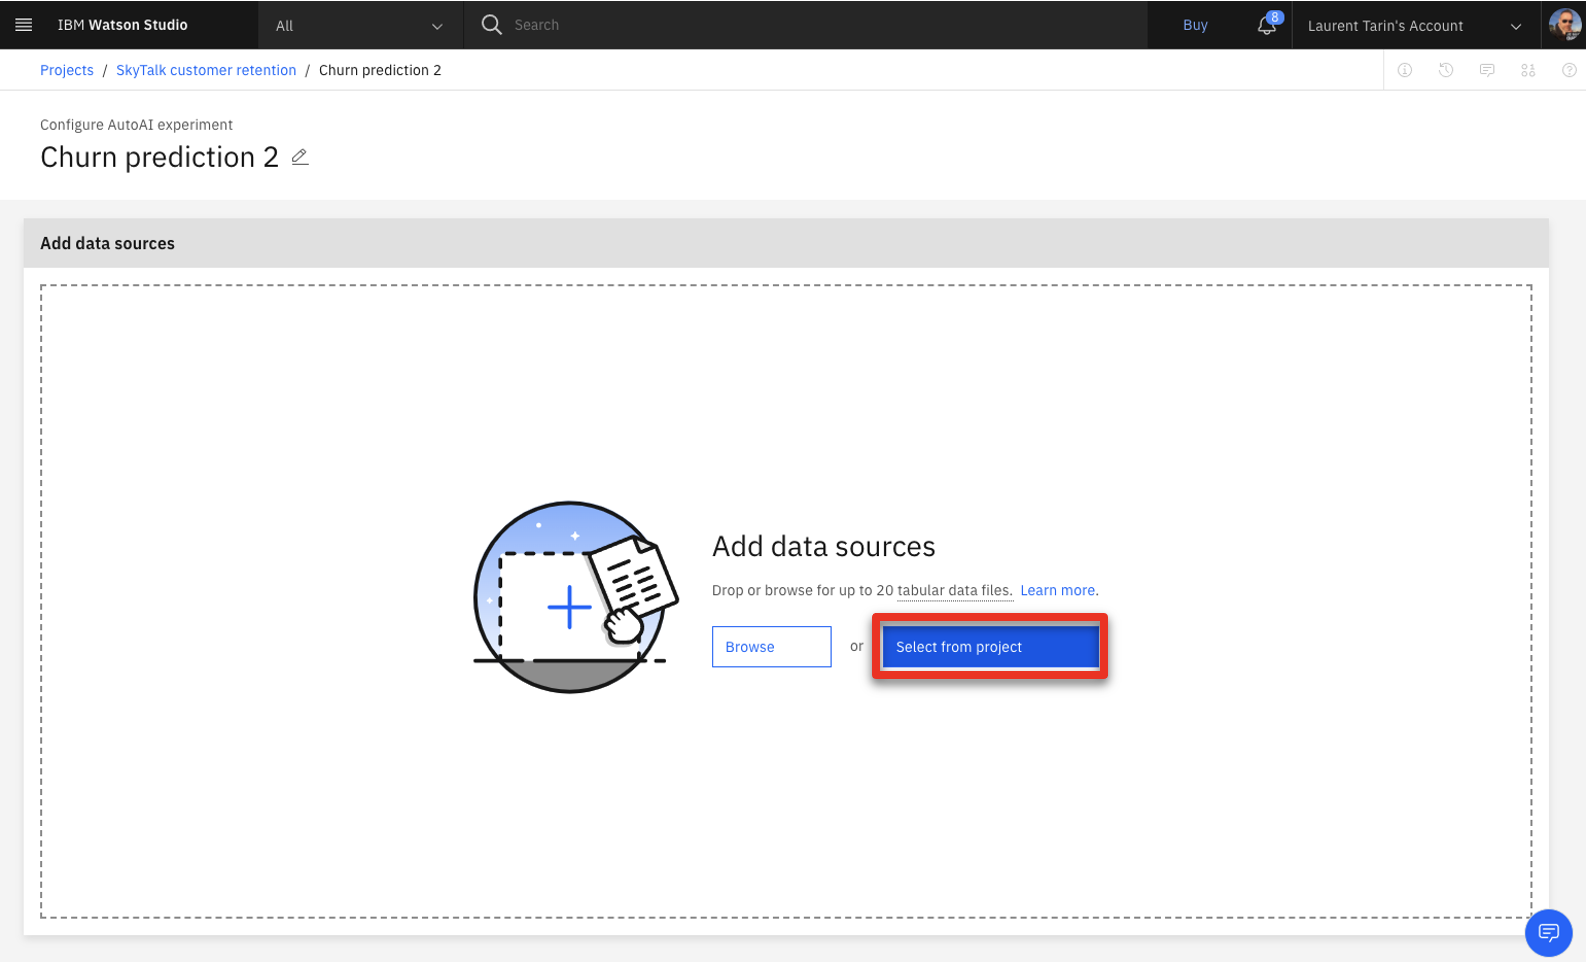 IBM Watson Studio
All
Search
Buy
8
Laurent Tarin's Account
Projects / SkyTalk customer retention / Churn prediction 2
Configure AutoAI experiment
Churn prediction 2
Add data sources
Add data sources
Drop or browse for up to 20 tabular data files. Learn more.
Browse or Select from project